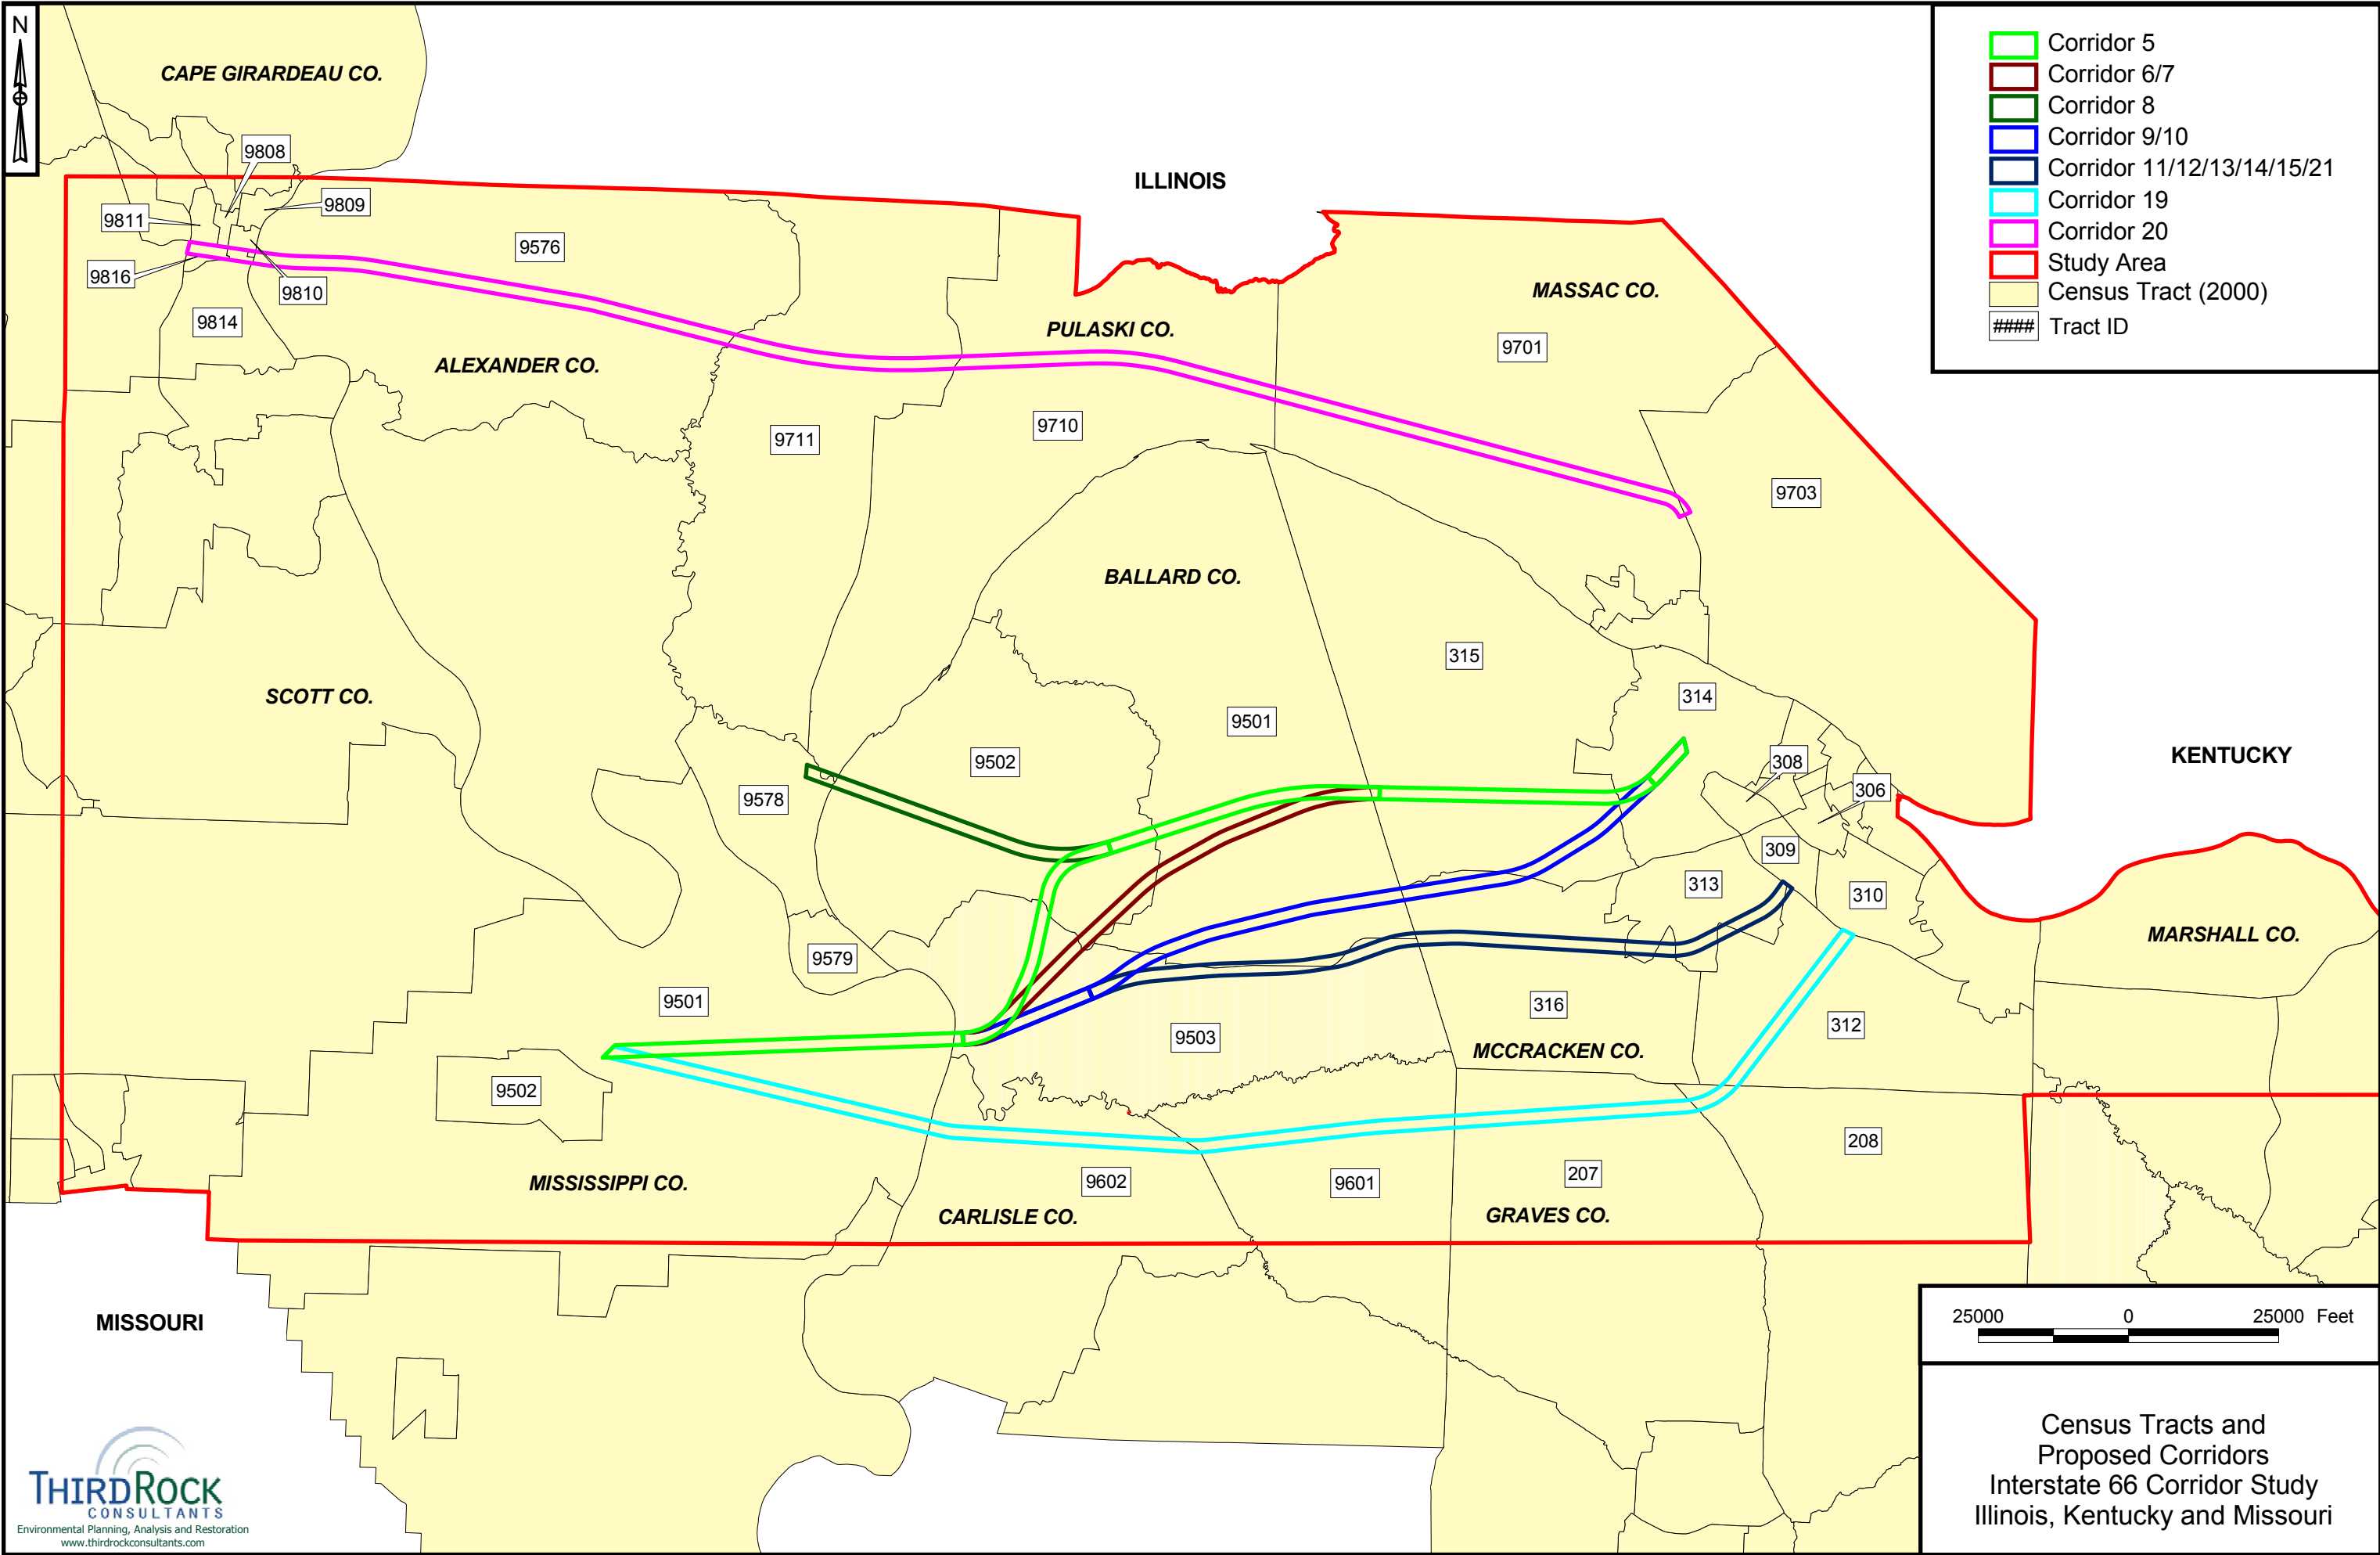 N
CAPE GIRARDEAU CO.
9808
9811
9809
9576
9816
9810
9814
ILLINOIS
MASSAC CO.
PULASKI CO.
9701
ALEXANDER CO.
9711
9710
9703
BALLARD CO.
315
314
SCOTT CO.
9501
9502
308
KENTUCKY
9578
306
309
313
310
MARSHALL CO.
9579
9501
316
312
9503
MCCRACKEN CO.
9502
208
MISSISSIPPI CO.
9602
9601
207
CARLISLE CO.
GRAVES CO.
MISSOURI
Corridor 5
Corridor 6/7
Corridor 8
Corridor 9/10
Corridor 11/12/13/14/15/21
Corridor 19
Corridor 20
Study Area
Census Tract (2000)
#### Tract ID
25000 0 25000 Feet
Census Tracts and
Proposed Corridors
Interstate 66 Corridor Study
Illinois, Kentucky and Missouri
THIRDROCK
CONSULTANTS
Environmental Planning, Analysis and Restoration
www.thirdrockconsultants.com